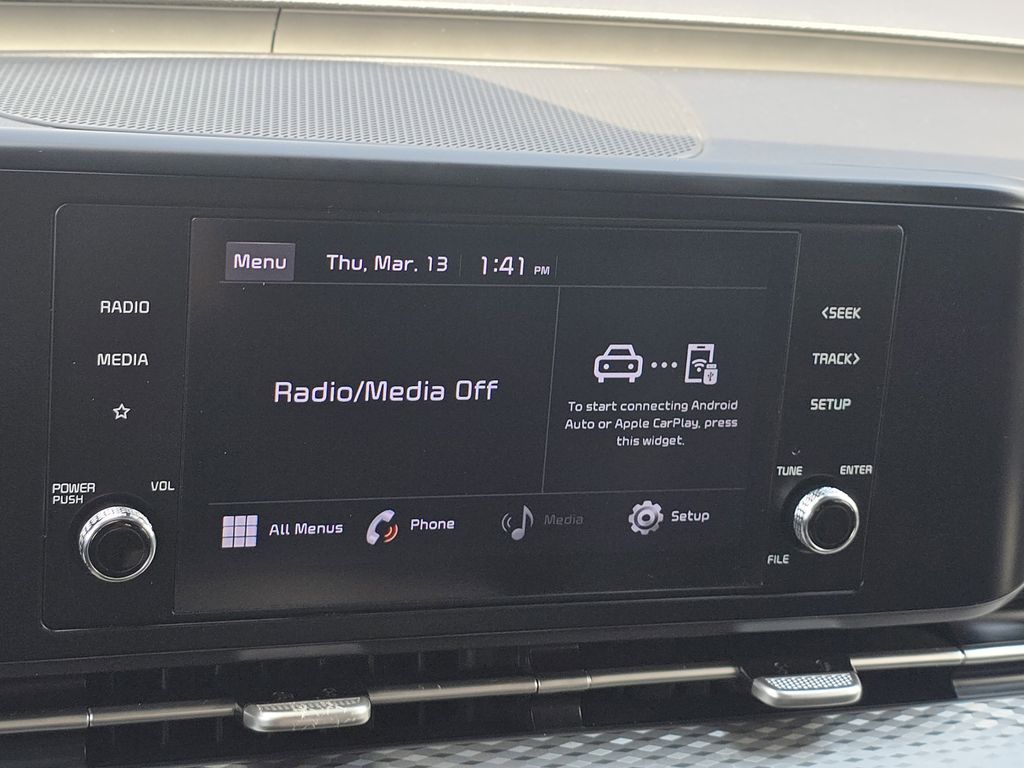 Menu
Thu, Mar. 13
1:41 PM
RADIO
MEDIA
POWER
PUSH
VOL
Radio/Media Off
To start connecting Android
Auto or Apple CarPlay, press
this widget.
All Menus
Phone
Media
Setup
<SEEK
TRACK>
SETUP
TUNE
ENTER
FILE